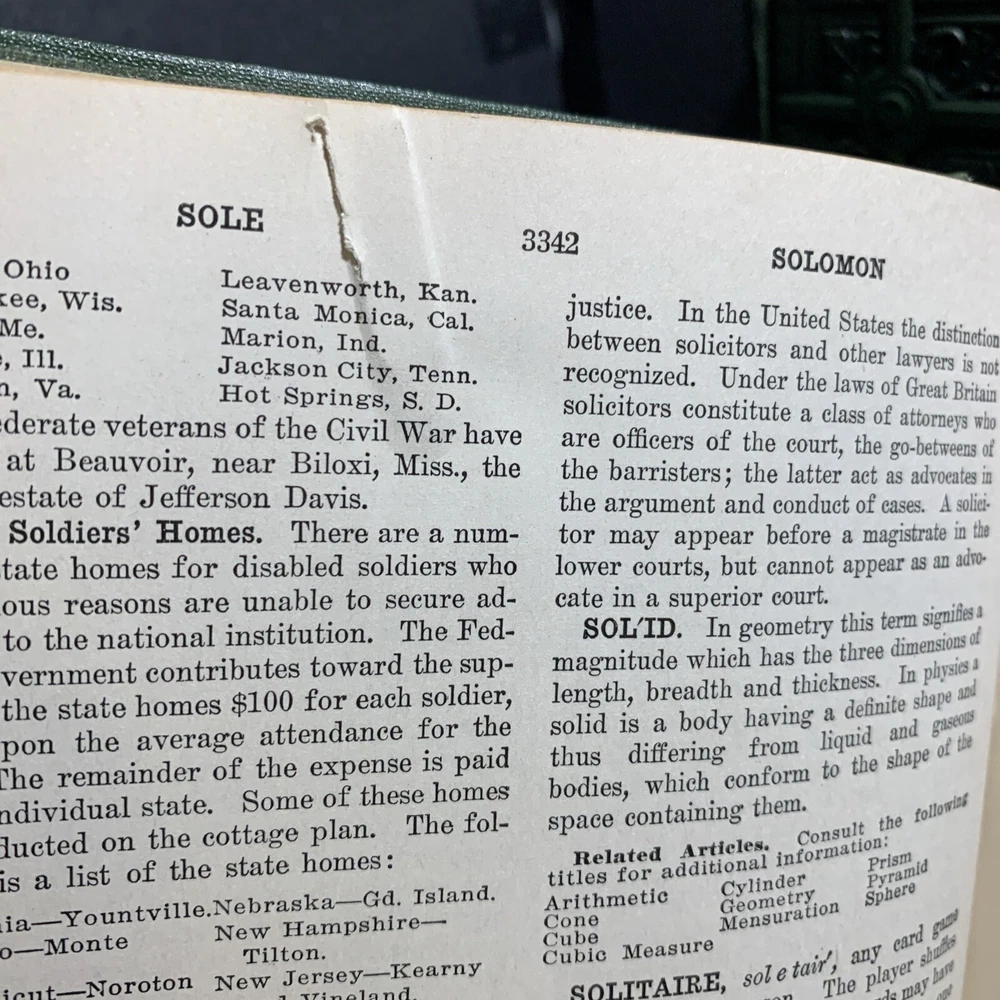 SOLE
3342
SOLOMON
Ohio
Leavenworth, Kan.
kee, Wis.
Santa Monica, Cal.
Me.
Marion, Ind.
, Ill.
Jackson City, Tenn.
n, Va.
Hot Springs, S. D.
ederate veterans of the Civil War have
at Beauvoir, near Biloxi, Miss., the
estate of Jefferson Davis.
Soldiers' Homes. There are a num-
tate homes for disabled soldiers who
ous reasons are unable to secure ad-
to the national institution. The Fed-
vernment contributes toward the sup-
the state homes $100 for each soldier,
pon the average attendance for the
The remainder of the expense is paid
ndividual state. Some of these homes
ducted on the cottage plan. The fol-
is a list of the state homes:
nia—Yountville.
Nebraska—Gd. Island.
o—Monte
New Hampshire—
Tilton.
icut—Noroton
New Jersey—Kearny
Vineland.
justice. In the United States the distinction
between solicitors and other lawyers is not
recognized. Under the laws of Great Britain
solicitors constitute a class of attorneys who
are officers of the court, the go-betweens of
the barristers; the latter act as advocates in
the argument and conduct of cases. A solici-
tor may appear before a magistrate in the
lower courts, but cannot appear as an advo-
cate in a superior court.
SOL'ID. In geometry this term signifies a
magnitude which has the three dimensions of
length, breadth and thickness. In physics a
solid is a body having a definite shape and
thus differing from liquid and gaseous
bodies, which conform to the shape of the
space containing them.
Related Articles. Consult the following
titles for additional information:
Arithmetic
Cylinder
Prism
Cone
Geometry
Pyramid
Cube
Mensuration
Sphere
Cubic Measure
SOLITAIRE, sol e tair', any card game
The player shuffles
may have